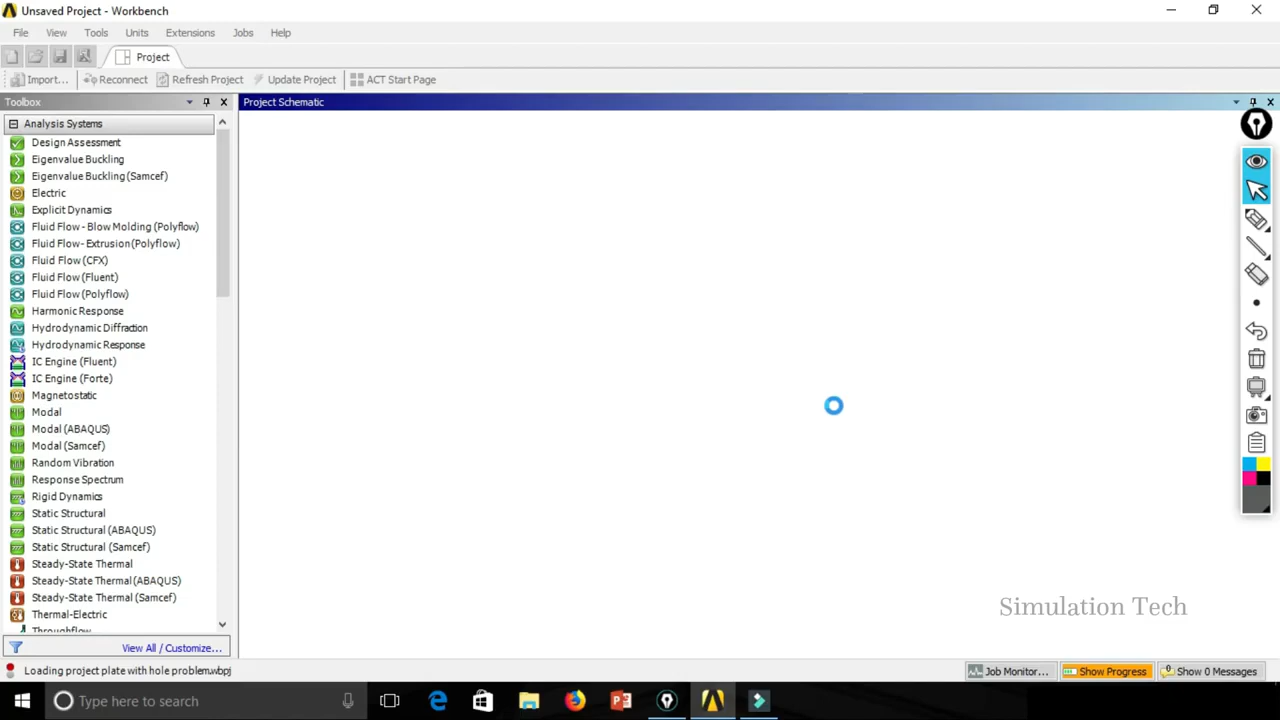 Unsaved Project - Workbench
File View Tools Units Extensions Jobs Help
Project
Import... Reconnect Refresh Project Update Project ACT Start Page
Toolbox
Project Schematic
Analysis Systems
Design Assessment
Eigenvalue Buckling
Eigenvalue Buckling (Samcef)
Electric
Explicit Dynamics
Fluid Flow - Blow Molding (Polyflow)
Fluid Flow- Extrusion (Polyflow)
Fluid Flow (CFX)
Fluid Flow (Fluent)
Fluid Flow (Polyflow)
Harmonic Response
Hydrodynamic Diffraction
Hydrodynamic Response
IC Engine (Fluent)
IC Engine (Forte)
Magnetostatic
Modal
Modal (ABAQUS)
Modal (Samcef)
Random Vibration
Response Spectrum
Rigid Dynamics
Static Structural
Static Structural (ABAQUS)
Static Structural (Samcef)
Steady-State Thermal
Steady-State Thermal (ABAQUS)
Steady-State Thermal (Samcef)
Thermal-Electric
Throughflow
View All / Customize...
Simulation Tech
Loading project plate with hole problem.wbpj
Job Monitor... Show Progress Show 0 Messages
Type here to search